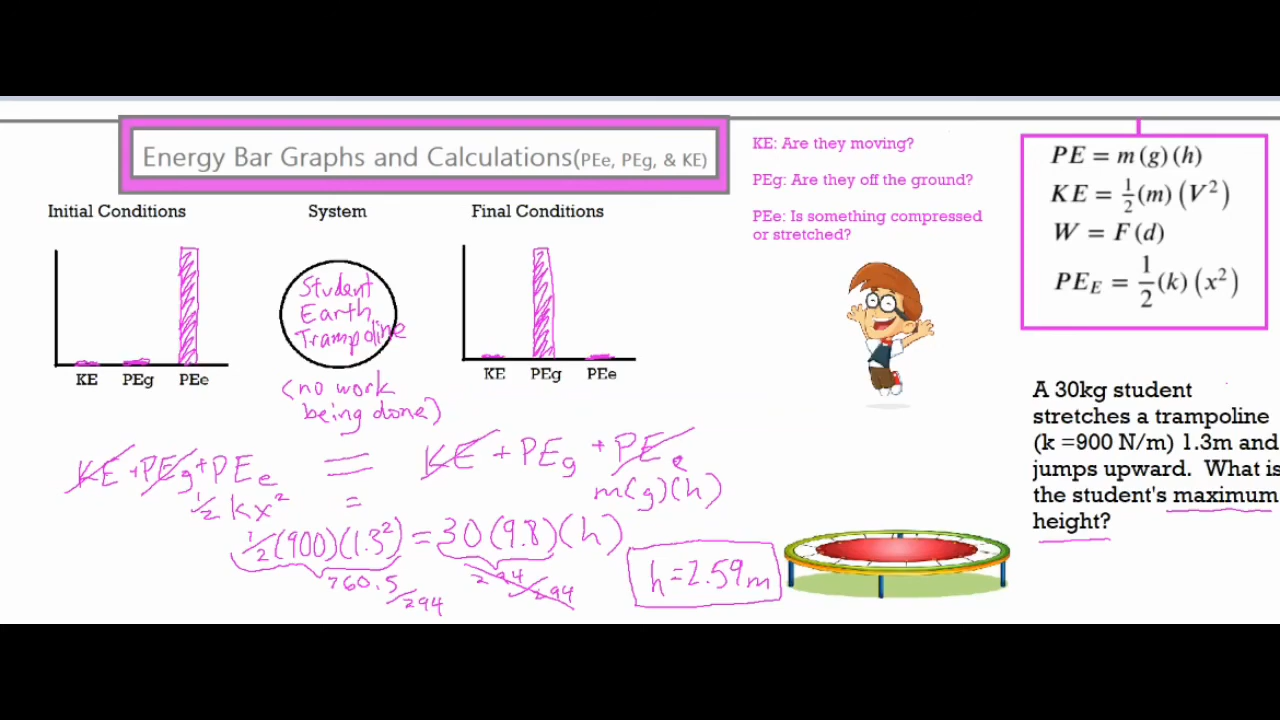 Energy Bar Graphs and Calculations(PEe, PEg, & KE)
Initial Conditions
System
Final Conditions
KE PEg PEe
Student
Earth
Trampoline
(no work
being done)
KE PEg PEe
KE + PEg + PEe = KE + PEg + PEe
½ kx² = m(g)(h)
½(900)(1.3²) = 30(9.8)(h)
760.5/294
294/294
h = 2.59m
KE: Are they moving?
PEg: Are they off the ground?
PEe: Is something compressed
or stretched?
PE = m(g)(h)
KE = ½(m)(V²)
W = F(d)
PE_E = ½(k)(x²)
A 30kg student
stretches a trampoline
(k =900 N/m) 1.3m and
jumps upward. What is
the student's maximum
height?